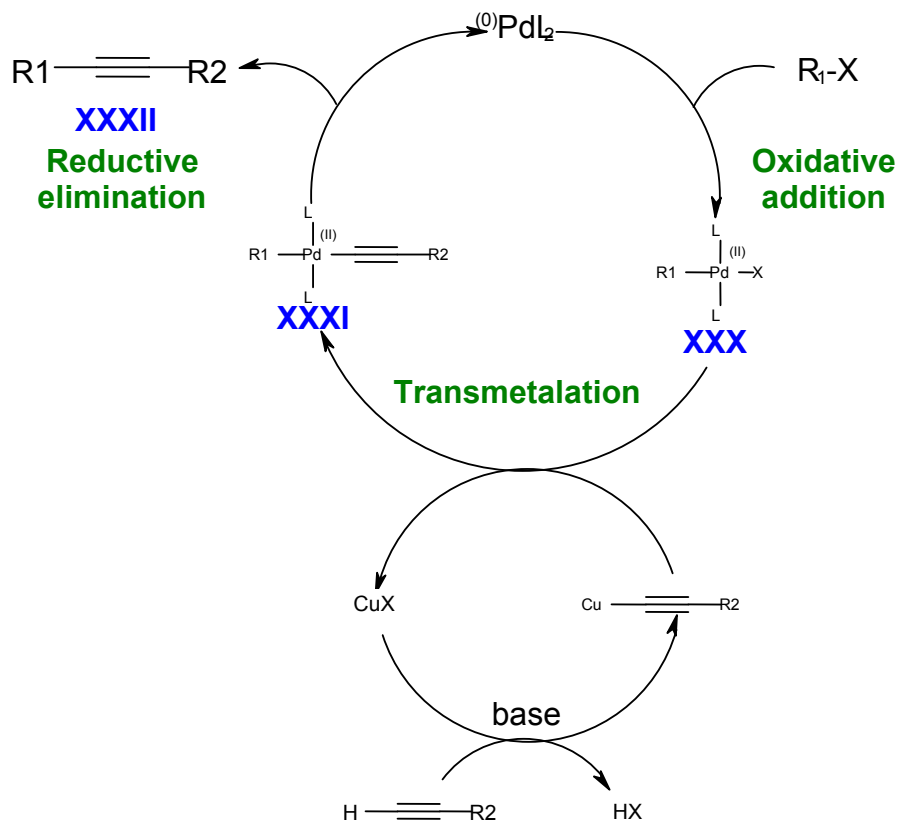 (0)PdL2
R1
R2
R1-X
XXXII
Reductive
elimination
Oxidative
addition
L
(II)
R1
Pd
R2
L
XXXI
L
(II)
R1
Pd
X
L
XXX
Transmetalation
CuX
Cu
R2
base
H
R2
HX